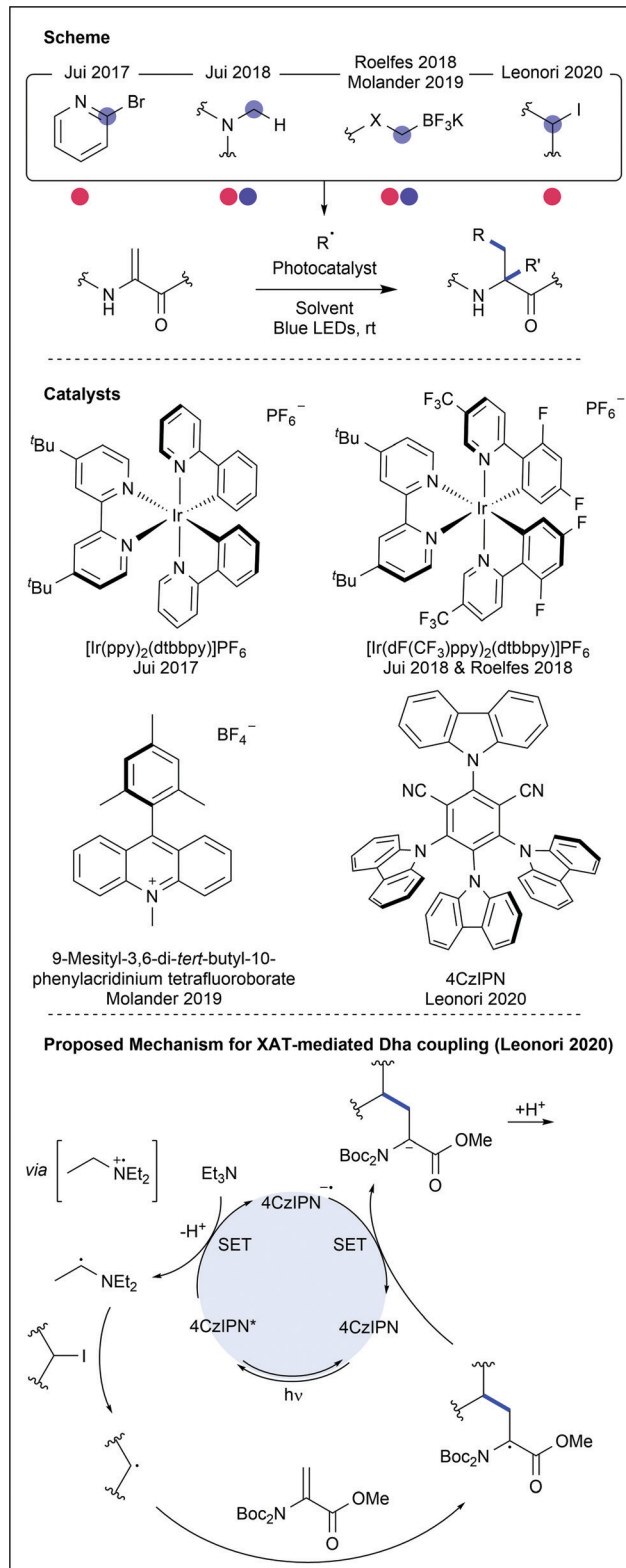 Scheme
Jui 2017
Jui 2018
Roelfes 2018
Molander 2019
Leonori 2020
N
Br
N
H
X
BF3K
I
R•
Photocatalyst
Solvent
Blue LEDs, rt
N
H
O
R
R'
N
H
O
Catalysts
PF6−
tBu
N
N
Ir
N
N
tBu
[Ir(ppy)2(dtbbpy)]PF6
Jui 2017
PF6−
F3C
F
tBu
N
N
F
Ir
N
F
N
tBu
F3C
F
[Ir(dF(CF3)ppy)2(dtbbpy)]PF6
Jui 2018 & Roelfes 2018
BF4−
N
+
9-Mesityl-3,6-di-tert-butyl-10-
phenylacridinium tetrafluoroborate
Molander 2019
N
NC
CN
N
N
N
4CzIPN
Leonori 2020
Proposed Mechanism for XAT-mediated Dha coupling (Leonori 2020)
+H+
Boc2N
−
OMe
O
via
+•
NEt2
Et3N
4CzIPN−•
-H+
SET
SET
•
NEt2
4CzIPN*
4CzIPN
I
hν
•
Boc2N
•
OMe
O
Boc2N
OMe
O